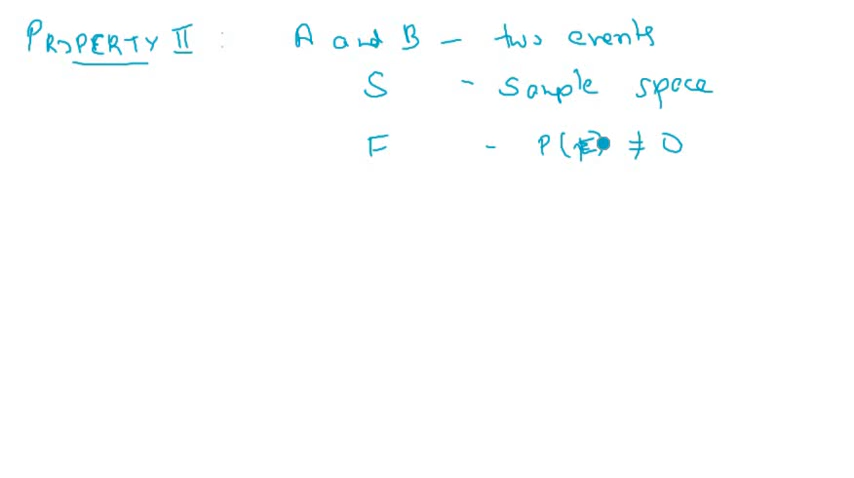 PROPERTY II : A and B - two events
S - Sample space
F - P(F) ≠ 0